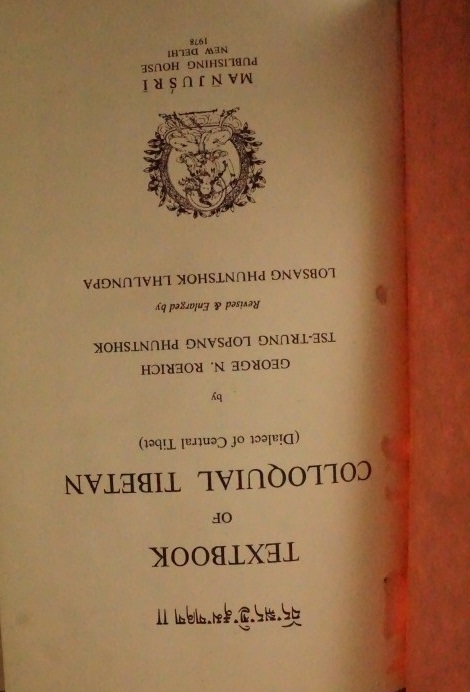 TEXTBOOK
OF
COLLOQUIAL TIBETAN
(Dialect of Central Tibet)
by
GEORGE N. ROERICH
TSE-TRUNG LOPSANG PHUNTSHOK
Revised & Enlarged by
LOBSANG PHUNTSHOK LHALUNGPA
MAÑJUŚRĪ
PUBLISHING HOUSE
NEW DELHI
1978